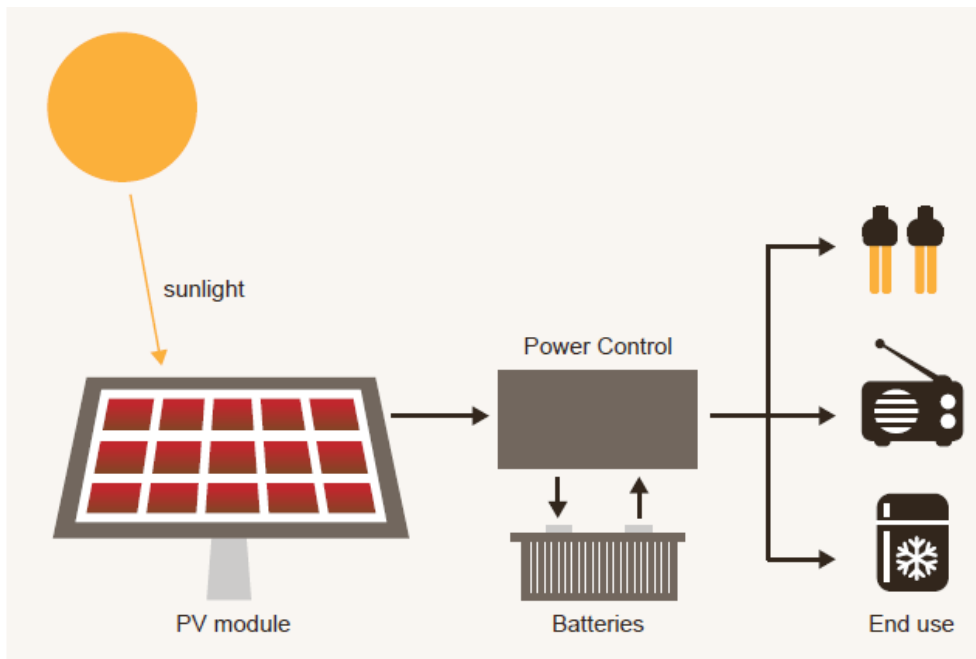 sunlight
Power Control
PV module
Batteries
End use